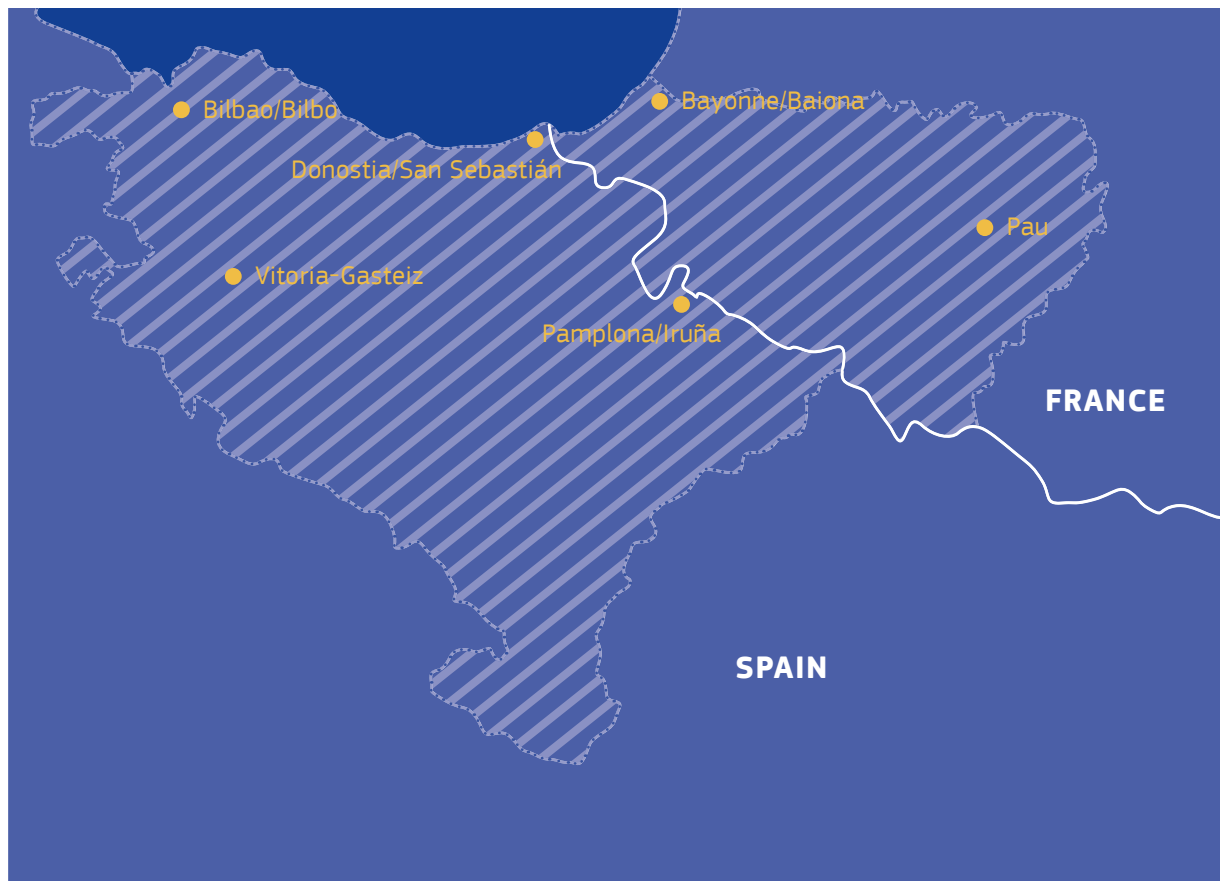 Bayonne/Baiona
Bilbao/Bilbo
Donostia/San Sebastián
Pau
Vitoria-Gasteiz
Pamplona/Iruña
FRANCE
SPAIN